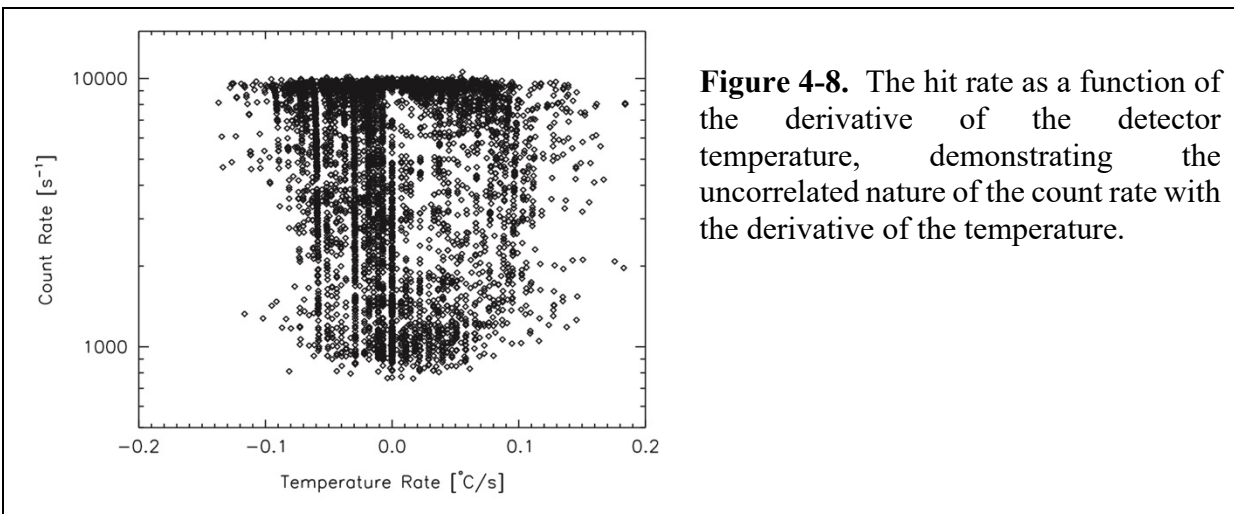 10000
1000
Count Rate [s⁻¹]
−0.2 −0.1 0.0 0.1 0.2
Temperature Rate [°C/s]
Figure 4-8. The hit rate as a function of
the derivative of the detector
temperature, demonstrating the
uncorrelated nature of the count rate with
the derivative of the temperature.